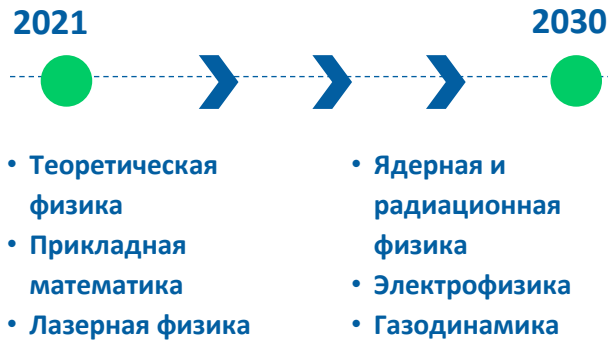 2021
2030
• Теоретическая
физика
• Прикладная
математика
• Лазерная физика
• Ядерная и
радиационная
физика
• Электрофизика
• Газодинамика